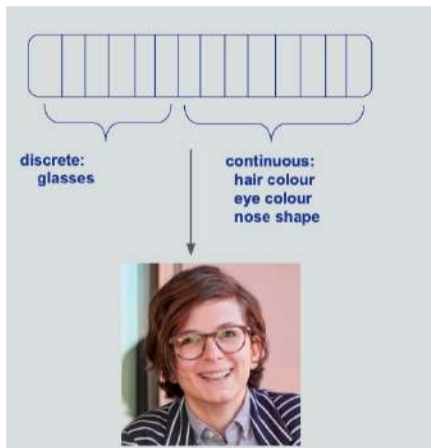 discrete:
glasses
continuous:
hair colour
eye colour
nose shape